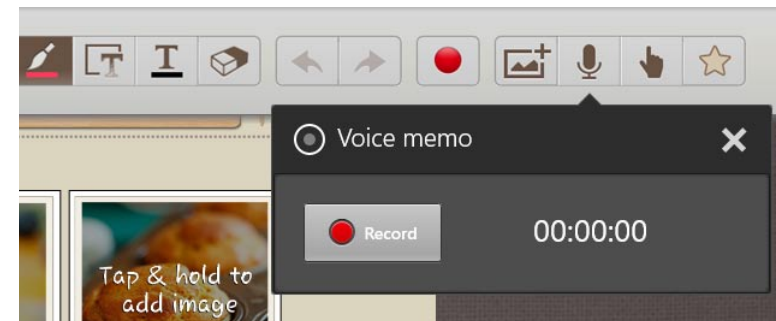 T T
Voice memo
Record 00:00:00
Tap & hold to
add image